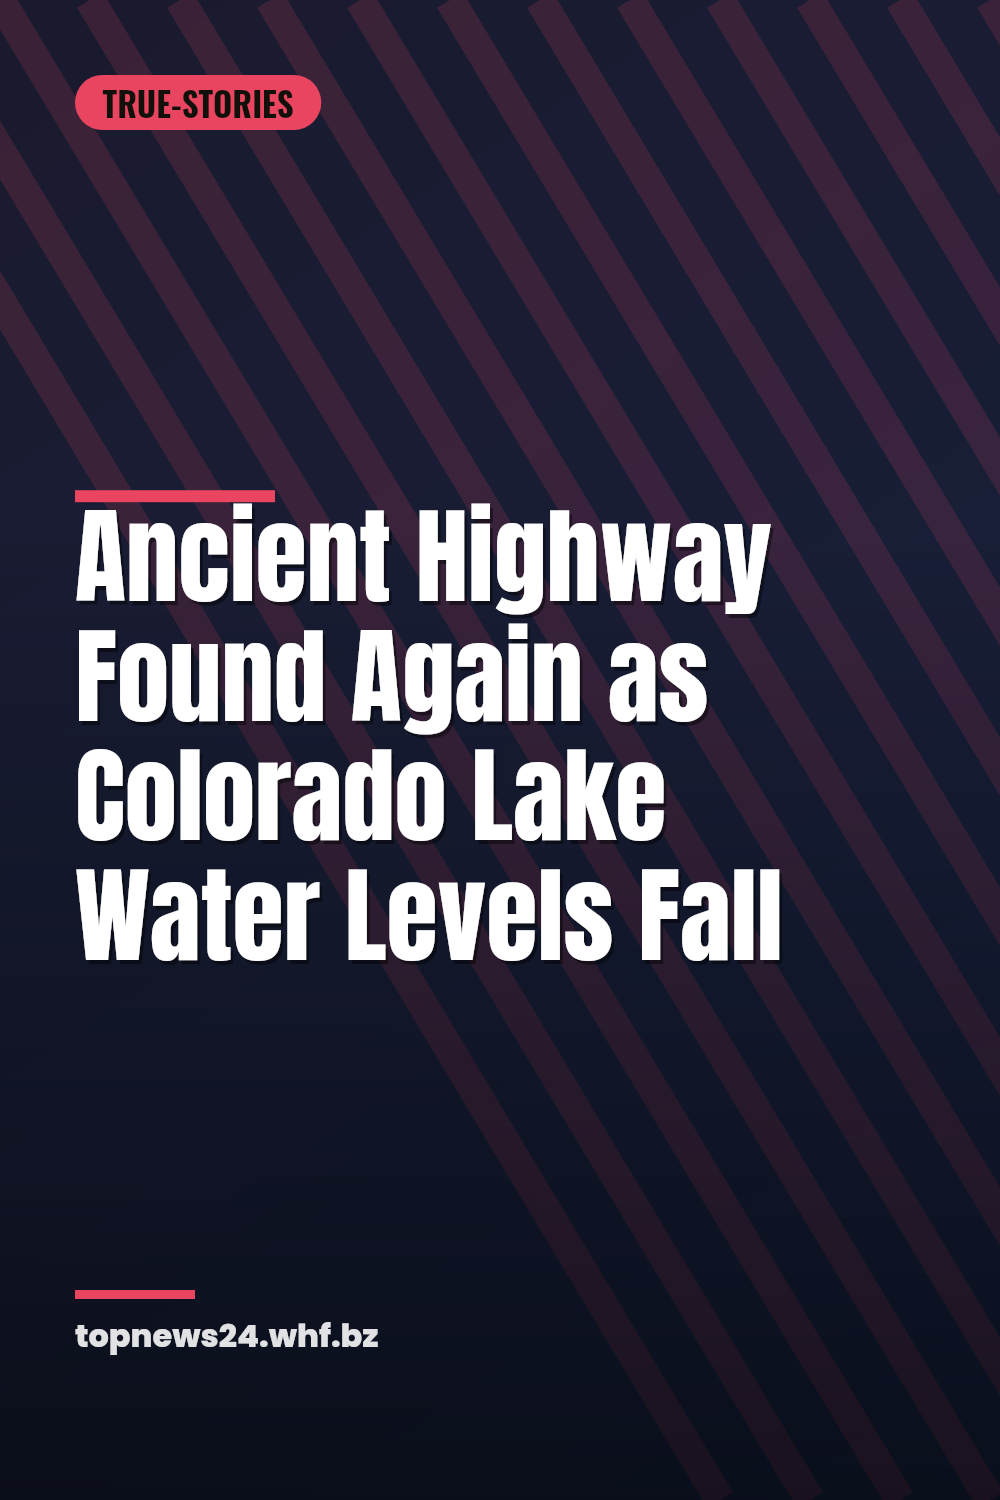 TRUE-STORIES
Ancient Highway
Found Again as
Colorado Lake
Water Levels Fall
topnews24.whf.bz